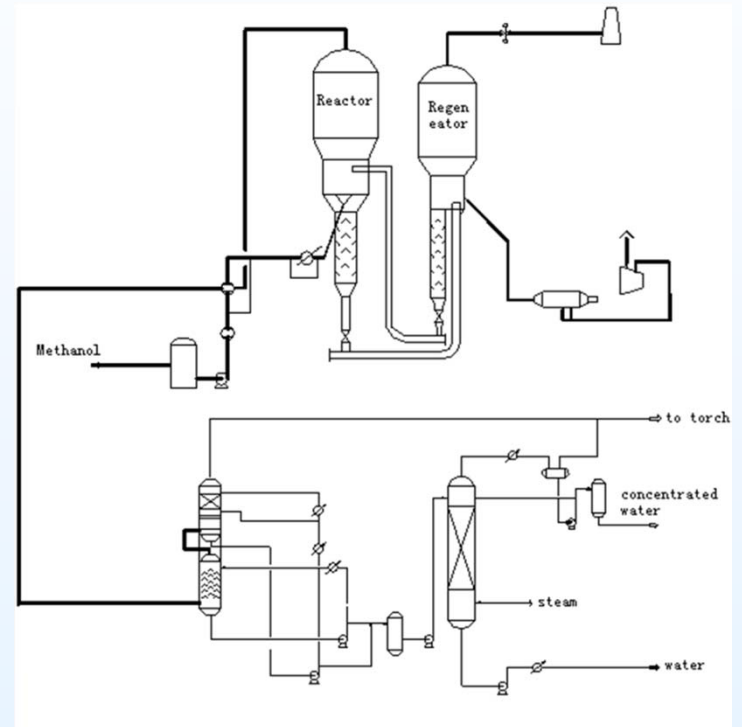 Reactor
Regen
eator
Methanol
to torch
concentrated
water
steam
water